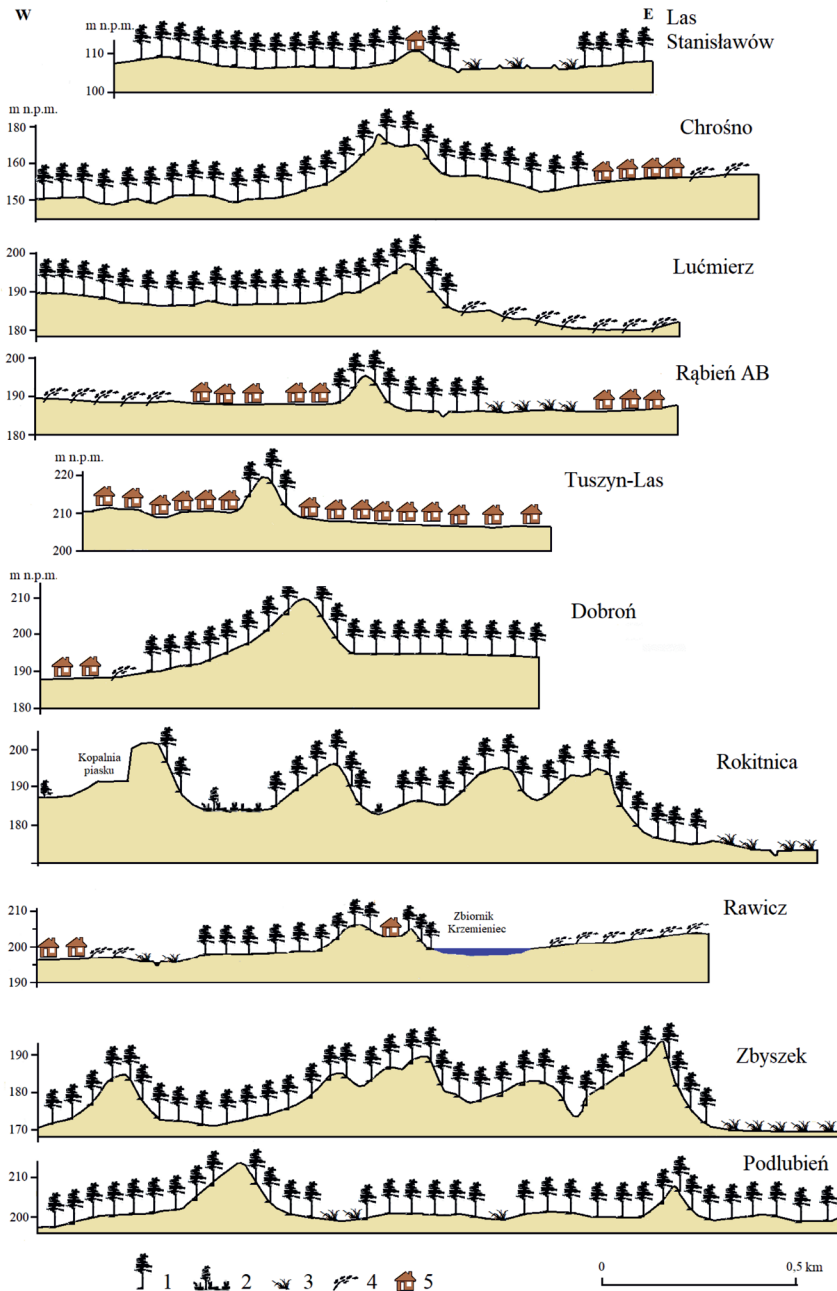 W
E
Las
Stanisławów
m n.p.m.
110
100
m n.p.m.
180
Chrośno
160
150
200
Lućmierz
190
180
200
Rąbień AB
190
180
m n.p.m.
220
Tuszyn-Las
210
200
m n.p.m.
210
Dobroń
200
190
180
200
Kopalnia
piasku
Rokitnica
190
180
210
Rawicz
Zbiornik
Krzemieniec
200
190
190
Zbyszek
180
170
Podlubień
210
200
1 2 3 4 5
0 0,5 km